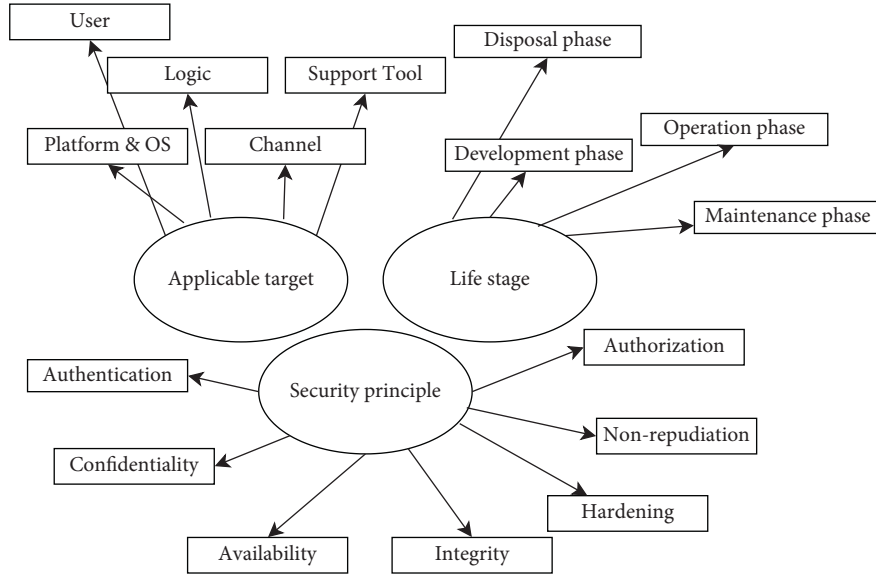 User
Disposal phase
Logic
Support Tool
Operation phase
Platform & OS
Channel
Development phase
Maintenance phase
Applicable target
Life stage
Authorization
Authentication
Security principle
Non-repudiation
Confidentiality
Hardening
Availability
Integrity